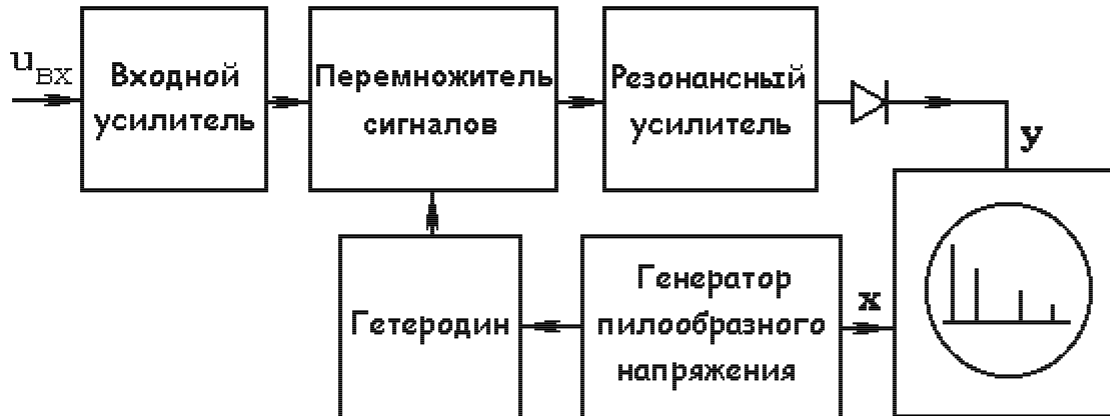 uвх
Входной
усилитель
Перемножитель
сигналов
Резонансный
усилитель
y
Гетеродин
Генератор
пилообразного
напряжения
x